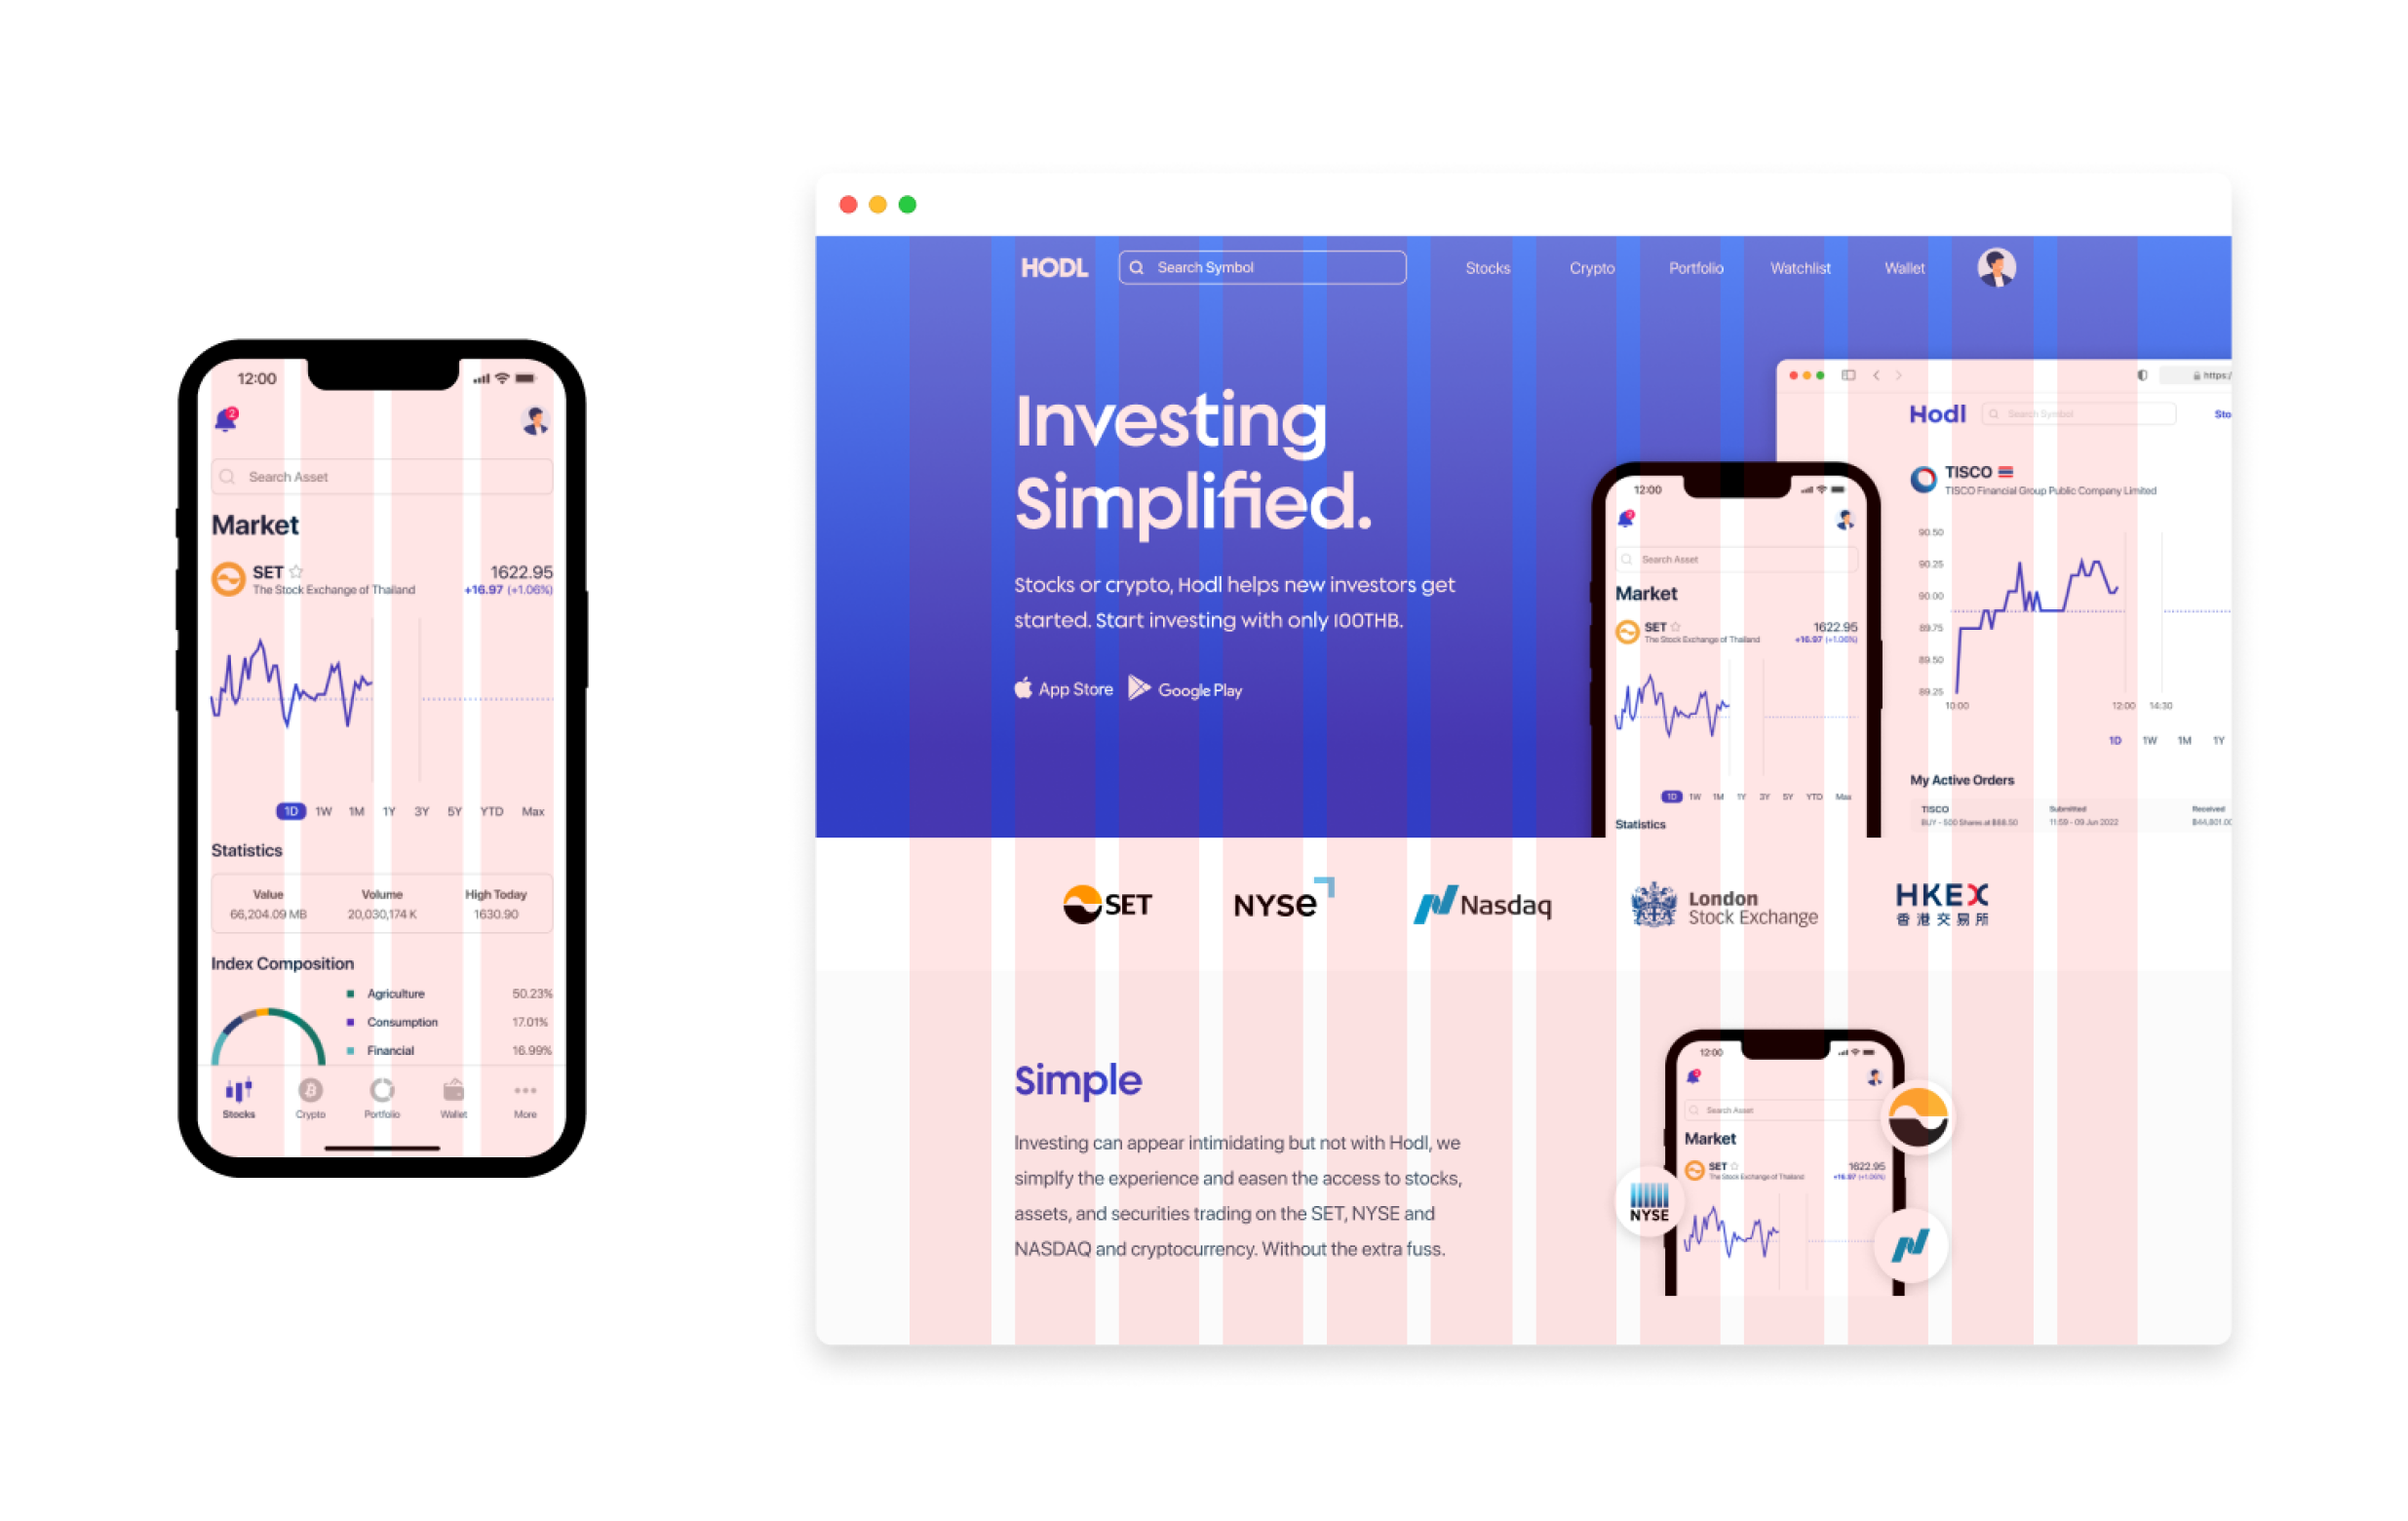 12:00
2
Search Asset
Market
SET
1622.95
The Stock Exchange of Thailand
+16.97 (+1.06%)
1D 1W 1M 1Y 3Y 5Y YTD Max
Statistics
Value Volume High Today
66,204.09 MB 20,030,174 K 1630.90
Index Composition
Agriculture 50.23%
Consumption 17.01%
Financial 16.99%
Stocks Crypto Portfolio Wallet More
HODL Search Symbol Stocks Crypto Portfolio Watchlist Wallet
Investing
Simplified.
Stocks or crypto, Hodl helps new investors get
started. Start investing with only 100THB.
App Store Google Play
12:00
2
Search Asset
Market
SET
1622.95
The Stock Exchange of Thailand
+16.97 (+1.06%)
1D 1W 1M 1Y 3Y 5Y YTD Max
Statistics
https:/
Hodl Search Symbol Sto
TISCO
TISCO Financial Group Public Company Limited
90.50
90.25
90.00
89.75
89.50
89.25
10:00 12:00 14:30
1D 1W 1M 1Y
My Active Orders
TISCO Submitted Received
BUY - 500 Shares at ฿88.50 11:59 - 09 Jun 2022 ฿44,801.00
SET
NYSE
Nasdaq
London
Stock Exchange
HKEX
香港交易所
Simple
Investing can appear intimidating but not with Hodl, we
simplfy the experience and easen the access to stocks,
assets, and securities trading on the SET, NYSE and
NASDAQ and cryptocurrency. Without the extra fuss.
12:00
2
Search Asset
Market
SET
1622.95
The Stock Exchange of Thailand
+16.97 (+1.06%)
NYSE